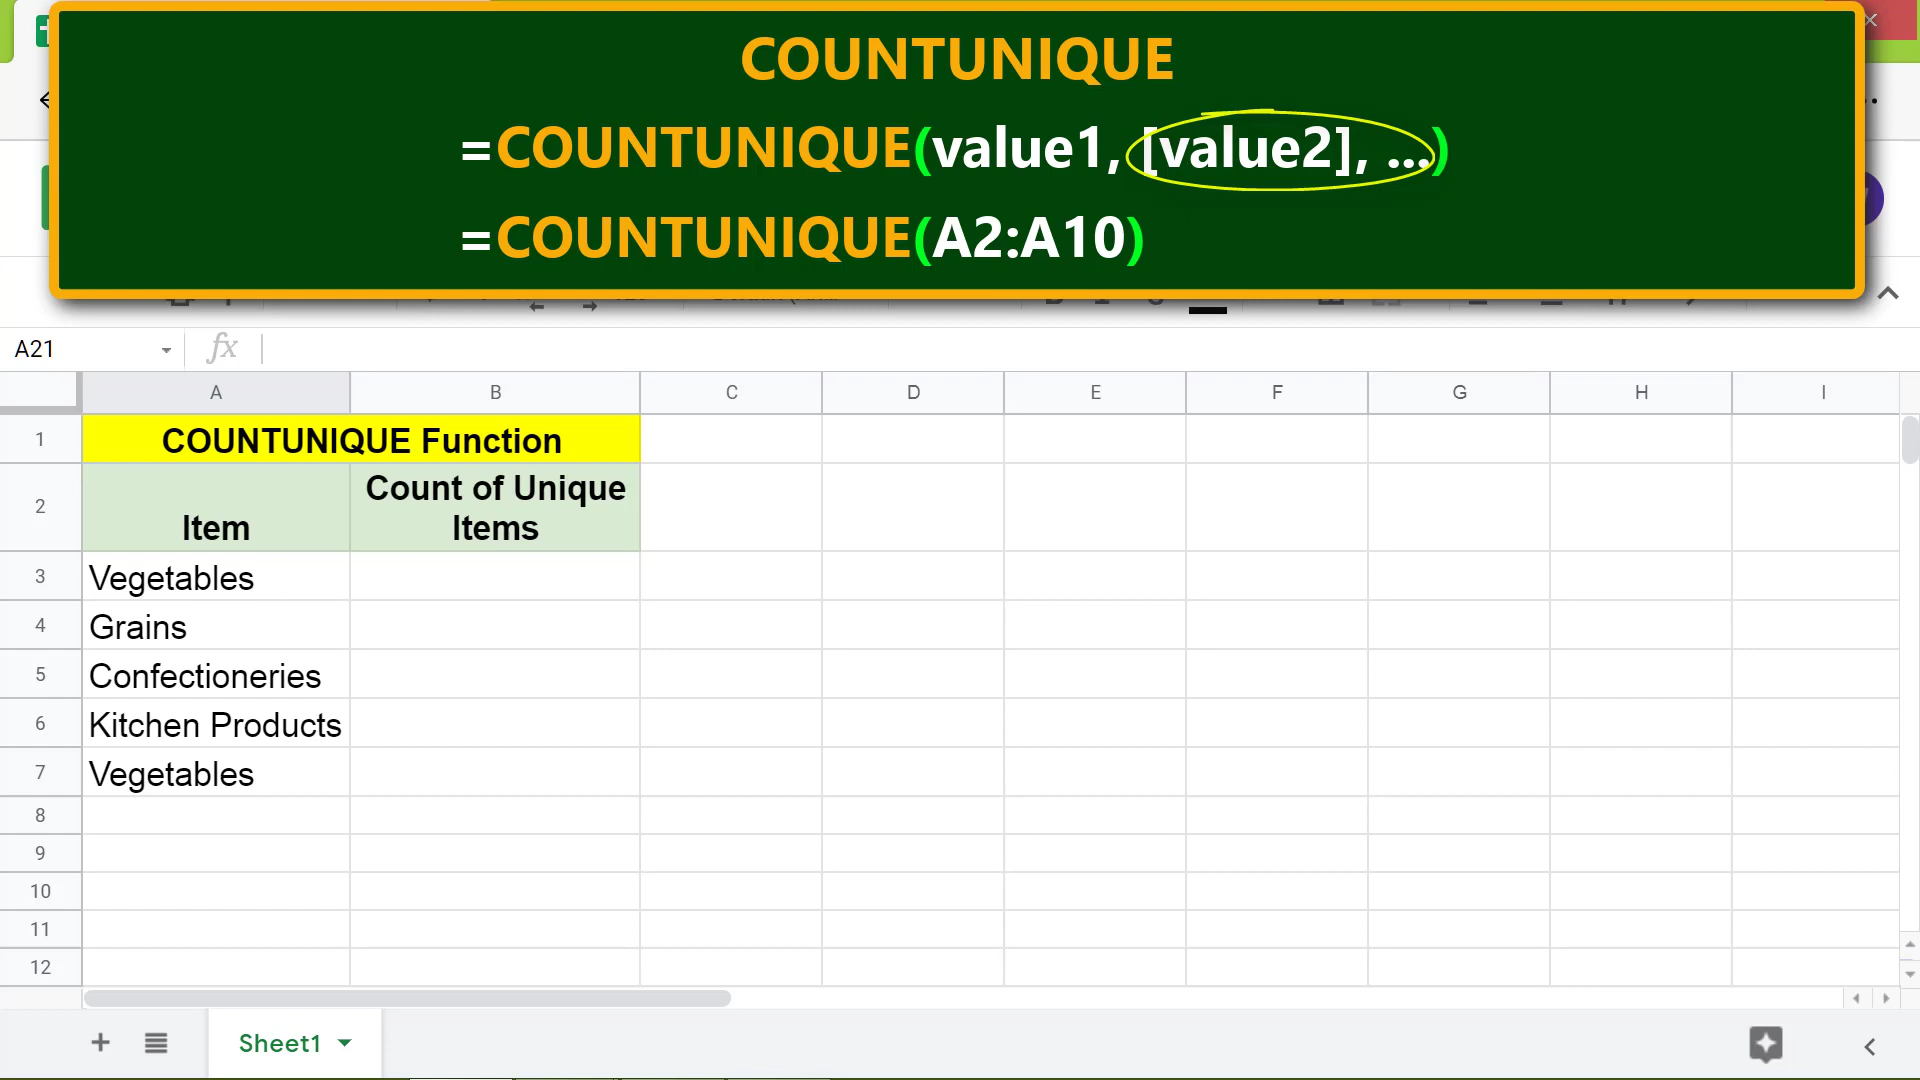 COUNTUNIQUE
=COUNTUNIQUE(value1, [value2], ...)
=COUNTUNIQUE(A2:A10)
A21
fx
A B C D E F G H I
1 COUNTUNIQUE Function
2 Item Count of Unique Items
3 Vegetables
4 Grains
5 Confectioneries
6 Kitchen Products
7 Vegetables
8
9
10
11
12
+ Sheet1